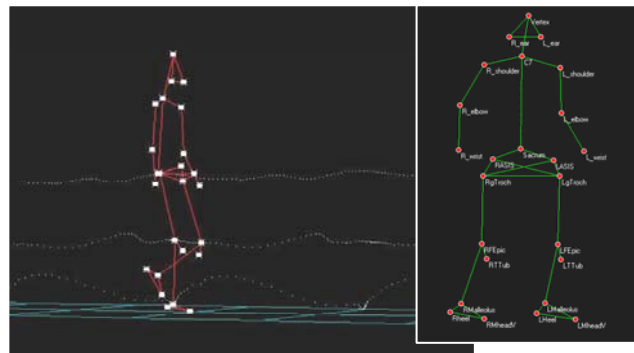 Vertex
R_ear
L_ear
C7
R_shoulder
L_shoulder
R_elbow
L_elbow
R_wrist
L_wrist
Sacrum
RASIS
LASIS
RgTroch
LgTroch
RFEpic
LFEpic
RTTub
LTTub
RMalleolus
LMalleolus
Rheel
LHeel
RMheadV
LMheadV